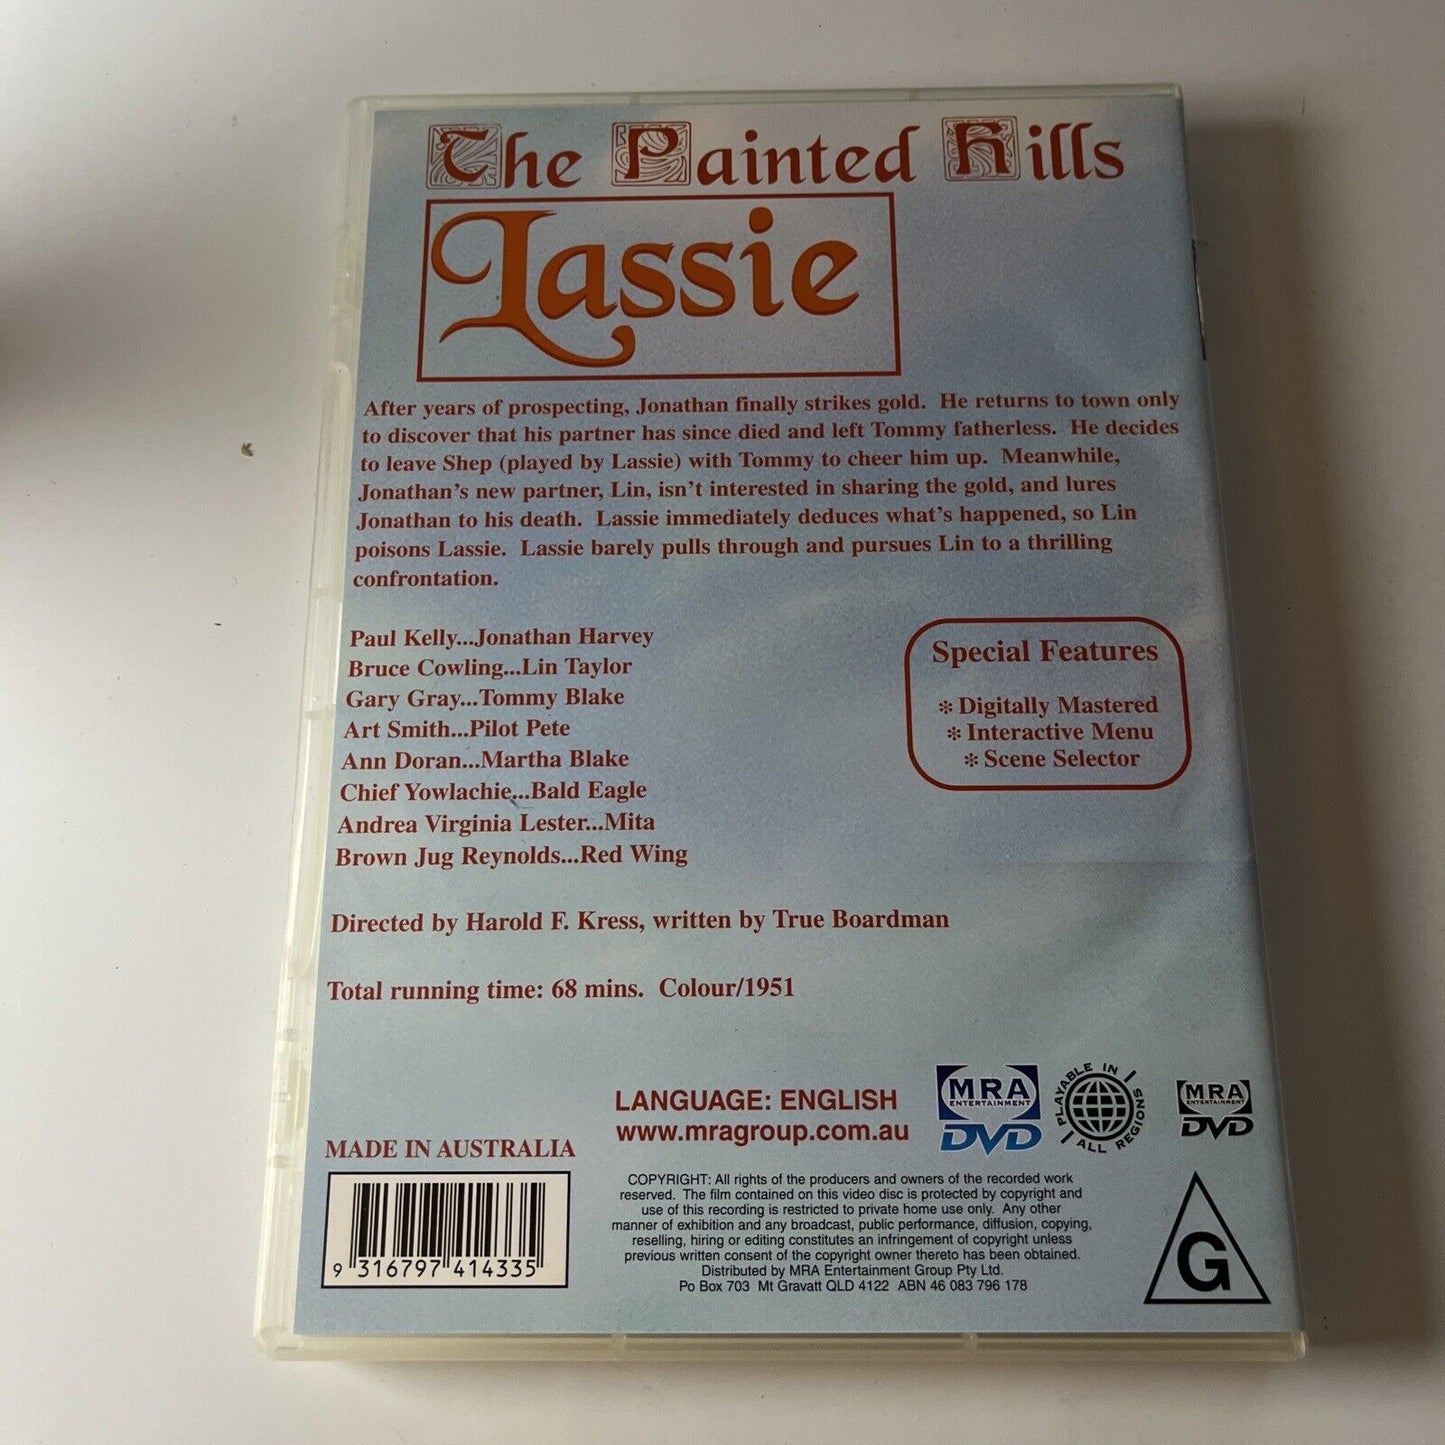 The Painted Hills
Lassie
After years of prospecting, Jonathan finally strikes gold. He returns to town only
to discover that his partner has since died and left Tommy fatherless. He decides
to leave Shep (played by Lassie) with Tommy to cheer him up. Meanwhile,
Jonathan's new partner, Lin, isn't interested in sharing the gold, and lures
Jonathan to his death. Lassie immediately deduces what's happened, so Lin
poisons Lassie. Lassie barely pulls through and pursues Lin to a thrilling
confrontation.
Paul Kelly...Jonathan Harvey
Bruce Cowling...Lin Taylor
Gary Gray...Tommy Blake
Art Smith...Pilot Pete
Ann Doran...Martha Blake
Chief Yowlachie...Bald Eagle
Andrea Virginia Lester...Mita
Brown Jug Reynolds...Red Wing
Special Features
* Digitally Mastered
* Interactive Menu
* Scene Selector
Directed by Harold F. Kress, written by True Boardman
Total running time: 68 mins. Colour/1951
LANGUAGE: ENGLISH
www.mragroup.com.au
MRA
ENTERTAINMENT
DVD
PLAYABLE IN
ALL REGIONS
MRA
ENTERTAINMENT
DVD
MADE IN AUSTRALIA
9 316797 414335
COPYRIGHT: All rights of the producers and owners of the recorded work
reserved. The film contained on this video disc is protected by copyright and
use of this recording is restricted to private home use only. Any other
manner of exhibition and any broadcast, public performance, diffusion, copying,
reselling, hiring or editing constitutes an infringement of copyright unless
previous written consent of the copyright owner thereto has been obtained.
Distributed by MRA Entertainment Group Pty Ltd.
Po Box 703 Mt Gravatt QLD 4122 ABN 46 083 796 178
G